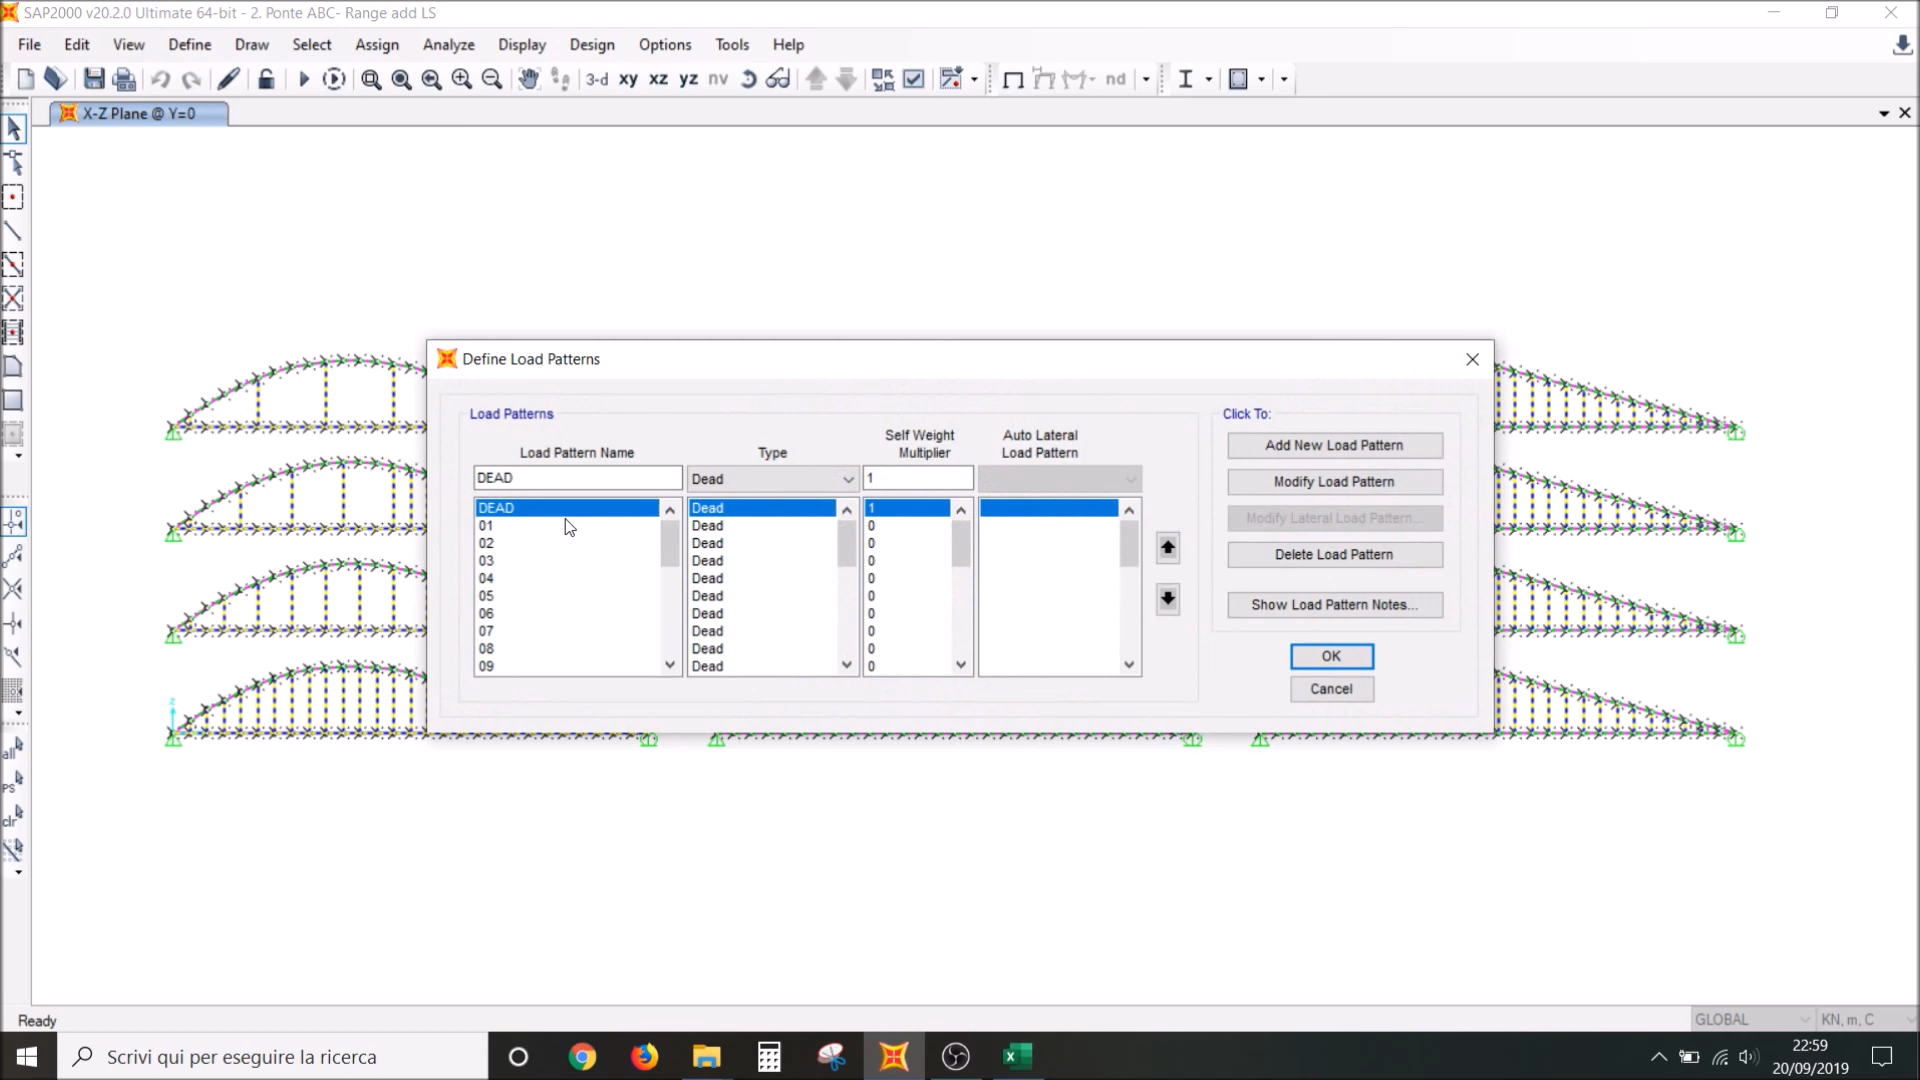 SAP2000 v20.2.0 Ultimate 64-bit - 2. Ponte ABC- Range add LS
File Edit View Define Draw Select Assign Analyze Display Design Options Tools Help
3-d xy xz yz nv nd
X-Z Plane @ Y=0
Define Load Patterns
Load Patterns
Click To:
Load Pattern Name
Type
Self Weight
Multiplier
Auto Lateral
Load Pattern
DEAD Dead 1
DEAD Dead 1
01 Dead 0
02 Dead 0
03 Dead 0
04 Dead 0
05 Dead 0
06 Dead 0
07 Dead 0
08 Dead 0
09 Dead 0
Add New Load Pattern
Modify Load Pattern
Modify Lateral Load Pattern...
Delete Load Pattern
Show Load Pattern Notes...
OK
Cancel
z
all
PS
clr
Ready
GLOBAL
KN, m, C
Scrivi qui per eseguire la ricerca
22:59
20/09/2019